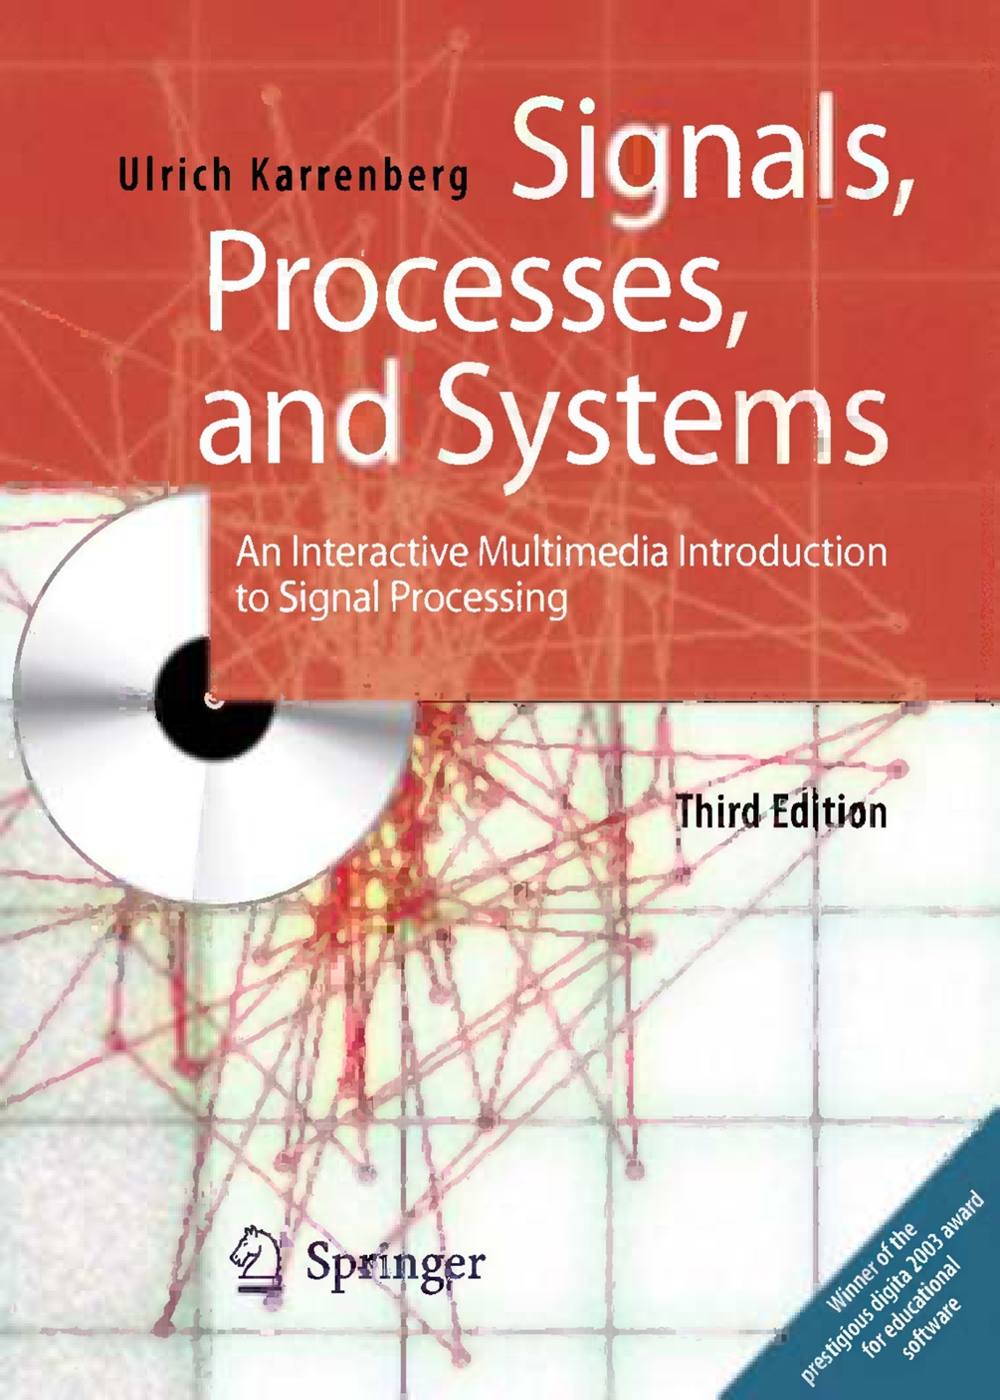 Ulrich Karrenberg
Signals,
Processes,
and Systems
An Interactive Multimedia Introduction
to Signal Processing
Third Edition
Springer
Winner of the
prestigious digita 2003 award
for educational
software